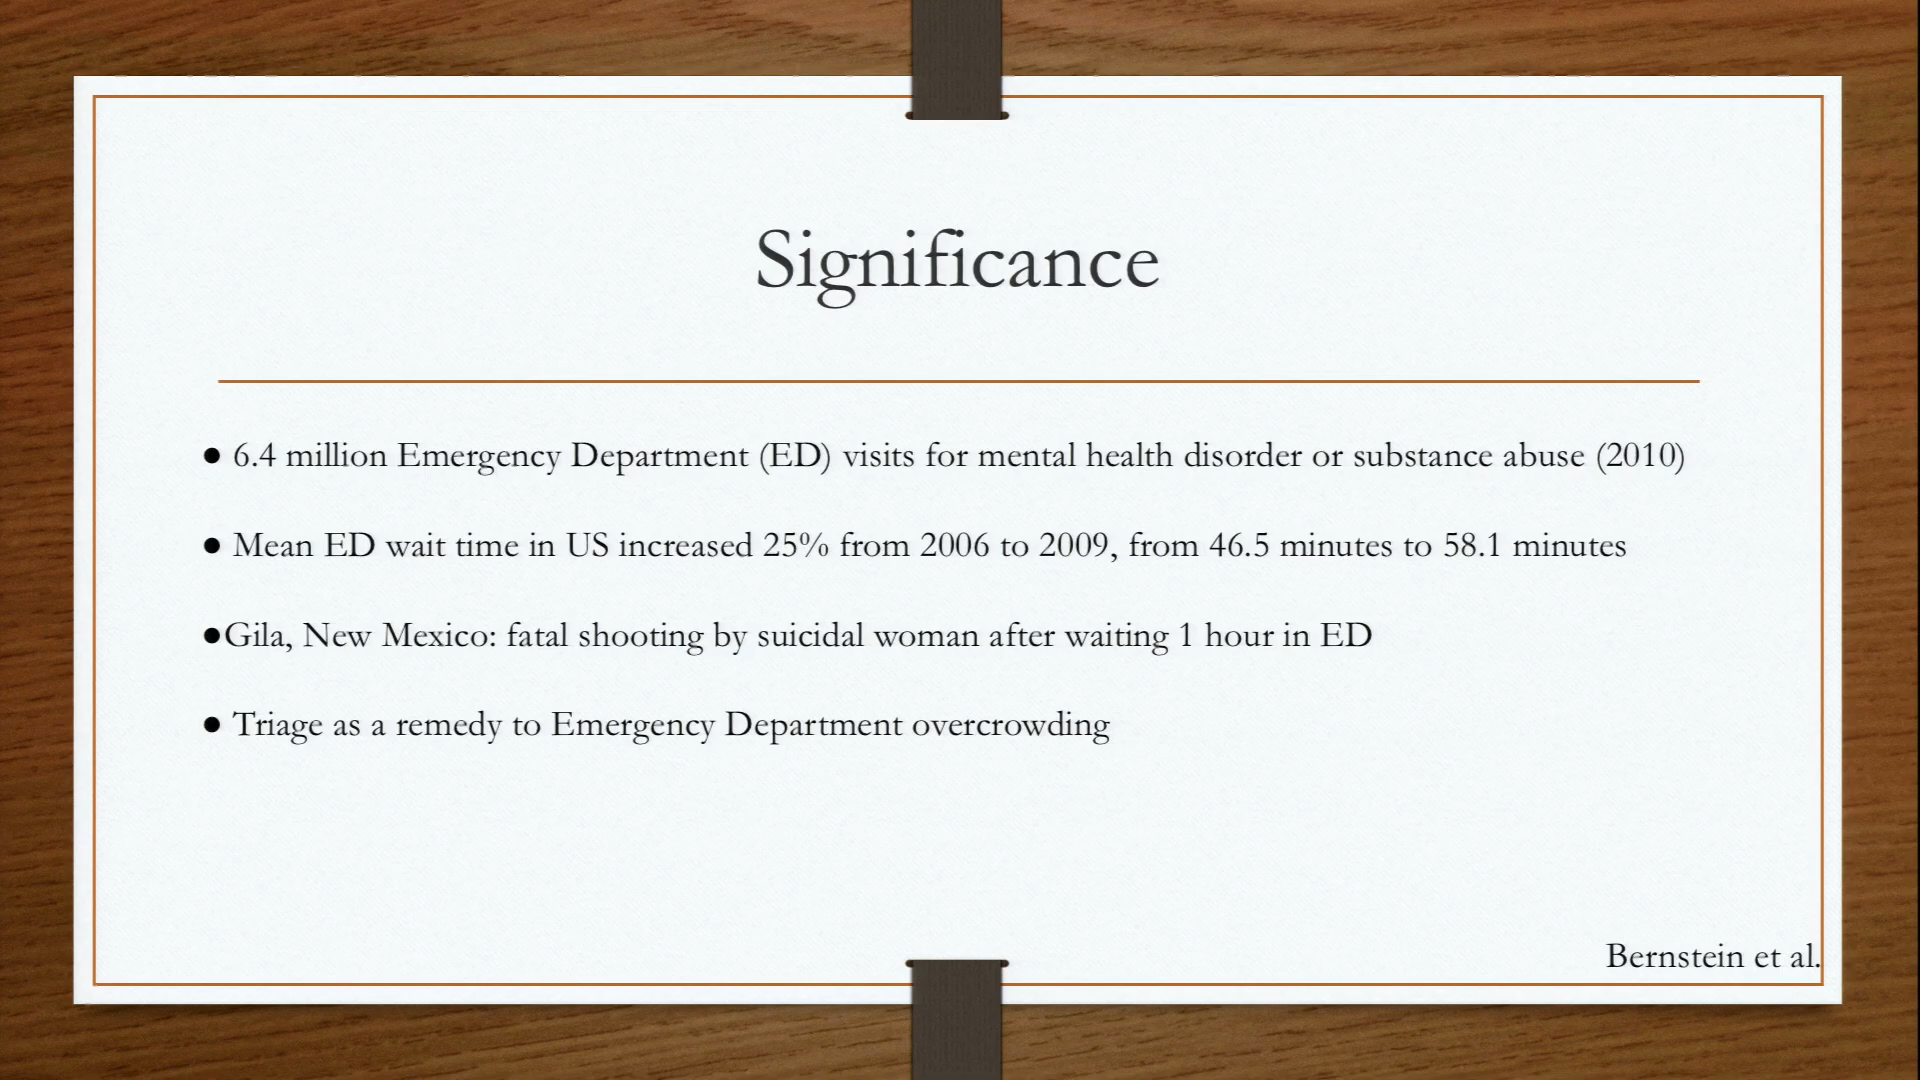 Significance
● 6.4 million Emergency Department (ED) visits for mental health disorder or substance abuse (2010)
● Mean ED wait time in US increased 25% from 2006 to 2009, from 46.5 minutes to 58.1 minutes
●Gila, New Mexico: fatal shooting by suicidal woman after waiting 1 hour in ED
● Triage as a remedy to Emergency Department overcrowding
Bernstein et al.